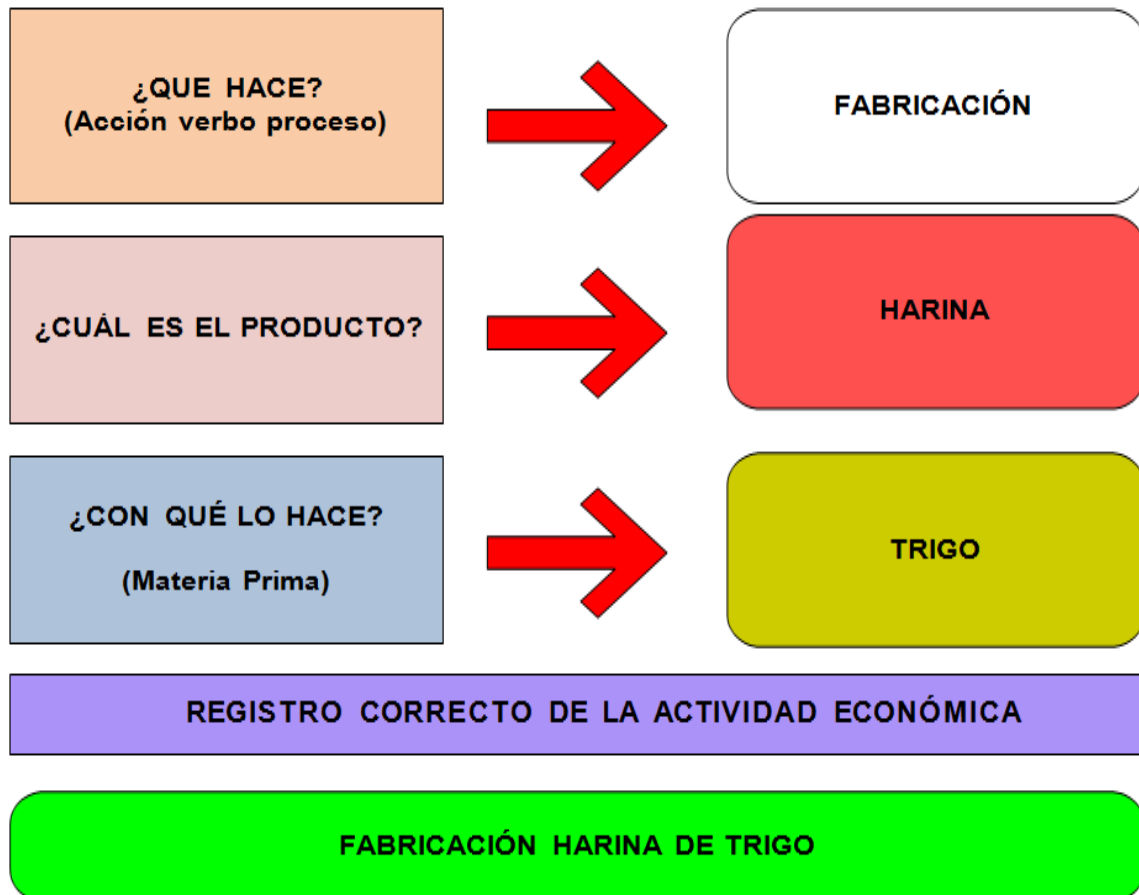 ¿QUE HACE?
(Acción verbo proceso)
FABRICACIÓN
¿CUÁL ES EL PRODUCTO?
HARINA
¿CON QUÉ LO HACE?
(Materia Prima)
TRIGO
REGISTRO CORRECTO DE LA ACTIVIDAD ECONÓMICA
FABRICACIÓN HARINA DE TRIGO